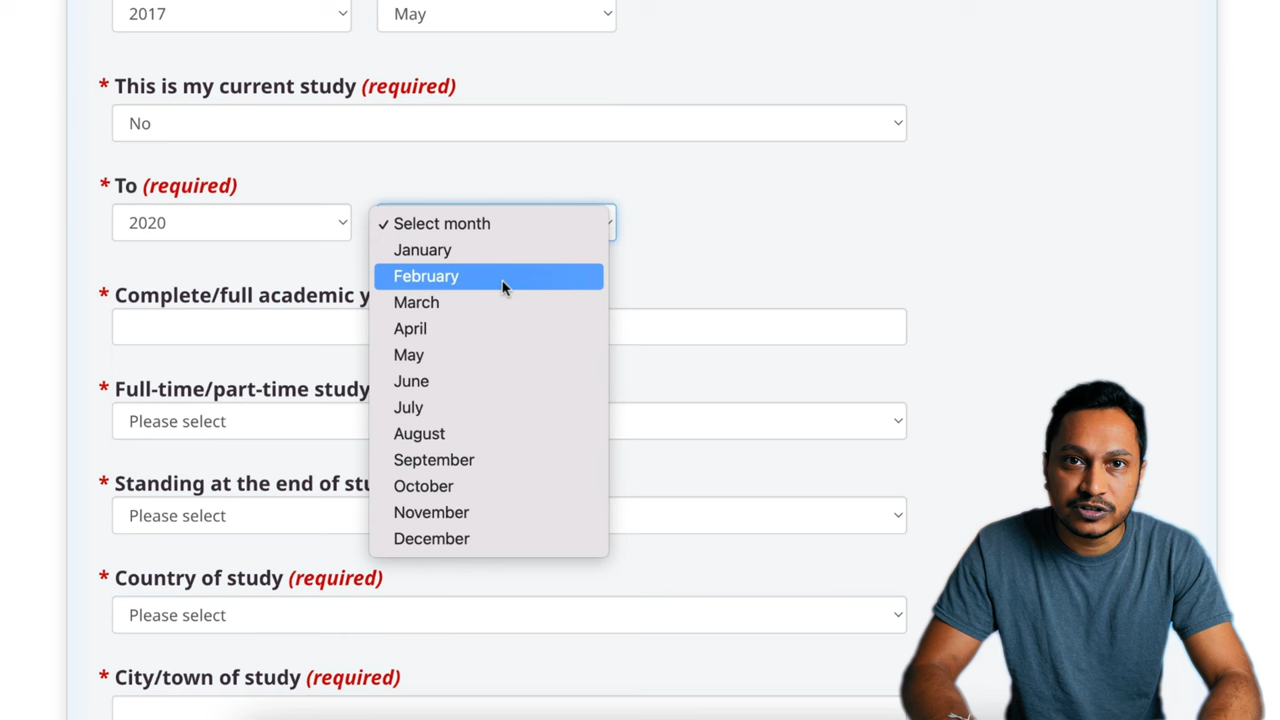 2017 May
* This is my current study (required)
No
* To (required)
2020
✓ Select month
January
February
March
April
May
June
July
August
September
October
November
December
* Complete/full academic y
* Full-time/part-time study
Please select
* Standing at the end of stu
Please select
* Country of study (required)
Please select
* City/town of study (required)